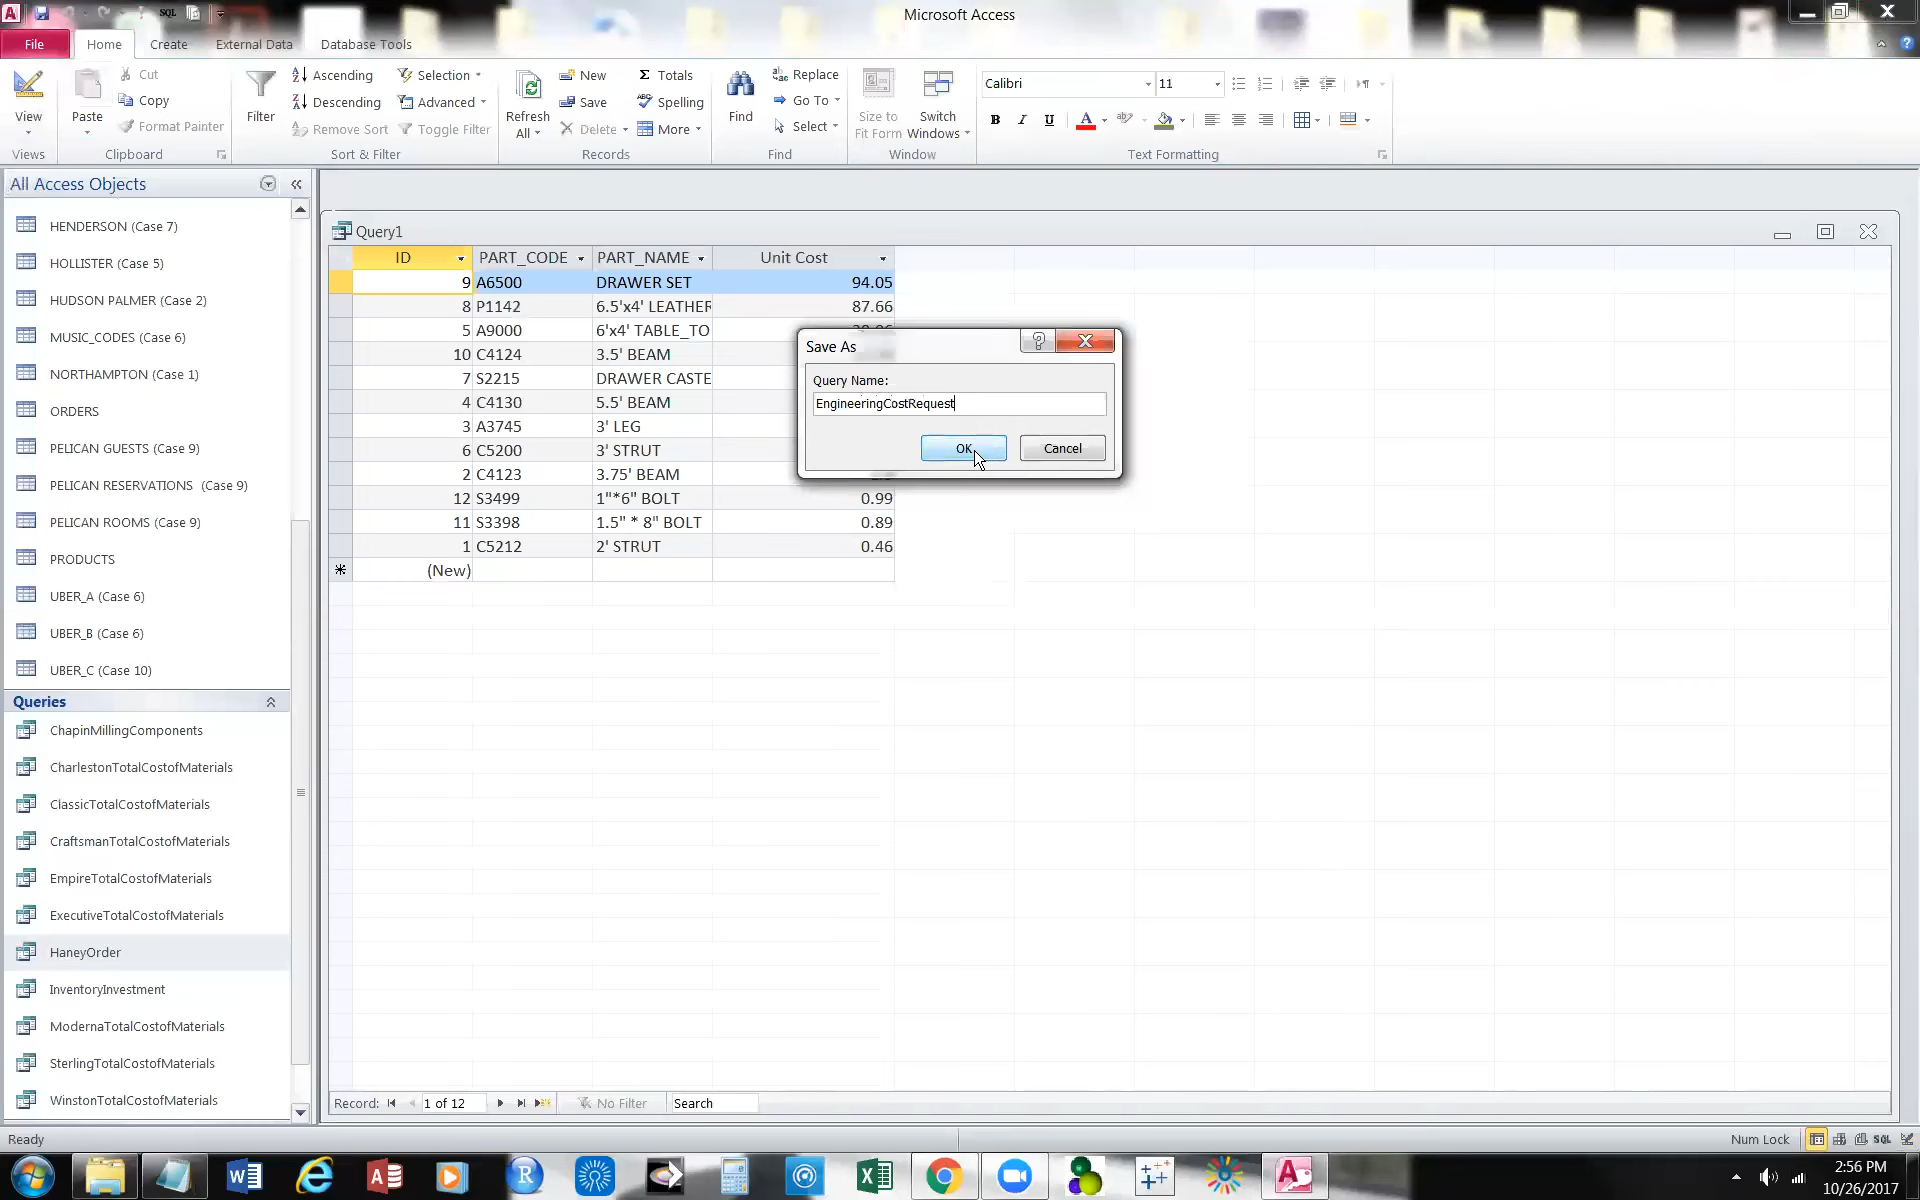 SQL
Microsoft Access
File Home Create External Data Database Tools
View
Views
Paste
Cut
Copy
Format Painter
Clipboard
Filter
Ascending
Descending
Remove Sort
Selection
Advanced
Toggle Filter
Sort & Filter
Refresh All
New
Save
Delete
Totals
Spelling
More
Records
Find
Replace
Go To
Select
Find
Size to Fit Form
Switch Windows
Window
Calibri 11
B I U A
Text Formatting
All Access Objects
HENDERSON (Case 7)
HOLLISTER (Case 5)
HUDSON PALMER (Case 2)
MUSIC_CODES (Case 6)
NORTHAMPTON (Case 1)
ORDERS
PELICAN GUESTS (Case 9)
PELICAN RESERVATIONS (Case 9)
PELICAN ROOMS (Case 9)
PRODUCTS
UBER_A (Case 6)
UBER_B (Case 6)
UBER_C (Case 10)
Queries
ChapinMillingComponents
CharlestonTotalCostofMaterials
ClassicTotalCostofMaterials
CraftsmanTotalCostofMaterials
EmpireTotalCostofMaterials
ExecutiveTotalCostofMaterials
HaneyOrder
InventoryInvestment
ModernaTotalCostofMaterials
SterlingTotalCostofMaterials
WinstonTotalCostofMaterials
Query1
ID PART_CODE PART_NAME Unit Cost
9 A6500 DRAWER SET 94.05
8 P1142 6.5'x4' LEATHER 87.66
5 A9000 6'x4' TABLE_TO
10 C4124 3.5' BEAM
7 S2215 DRAWER CASTE
4 C4130 5.5' BEAM
3 A3745 3' LEG
6 C5200 3' STRUT
2 C4123 3.75' BEAM
12 S3499 1"*6" BOLT 0.99
11 S3398 1.5" * 8" BOLT 0.89
1 C5212 2' STRUT 0.46
(New)
Save As
Query Name:
EngineeringCostRequest
OK Cancel
Record: 1 of 12 No Filter Search
Ready Num Lock SQL
2:56 PM
10/26/2017